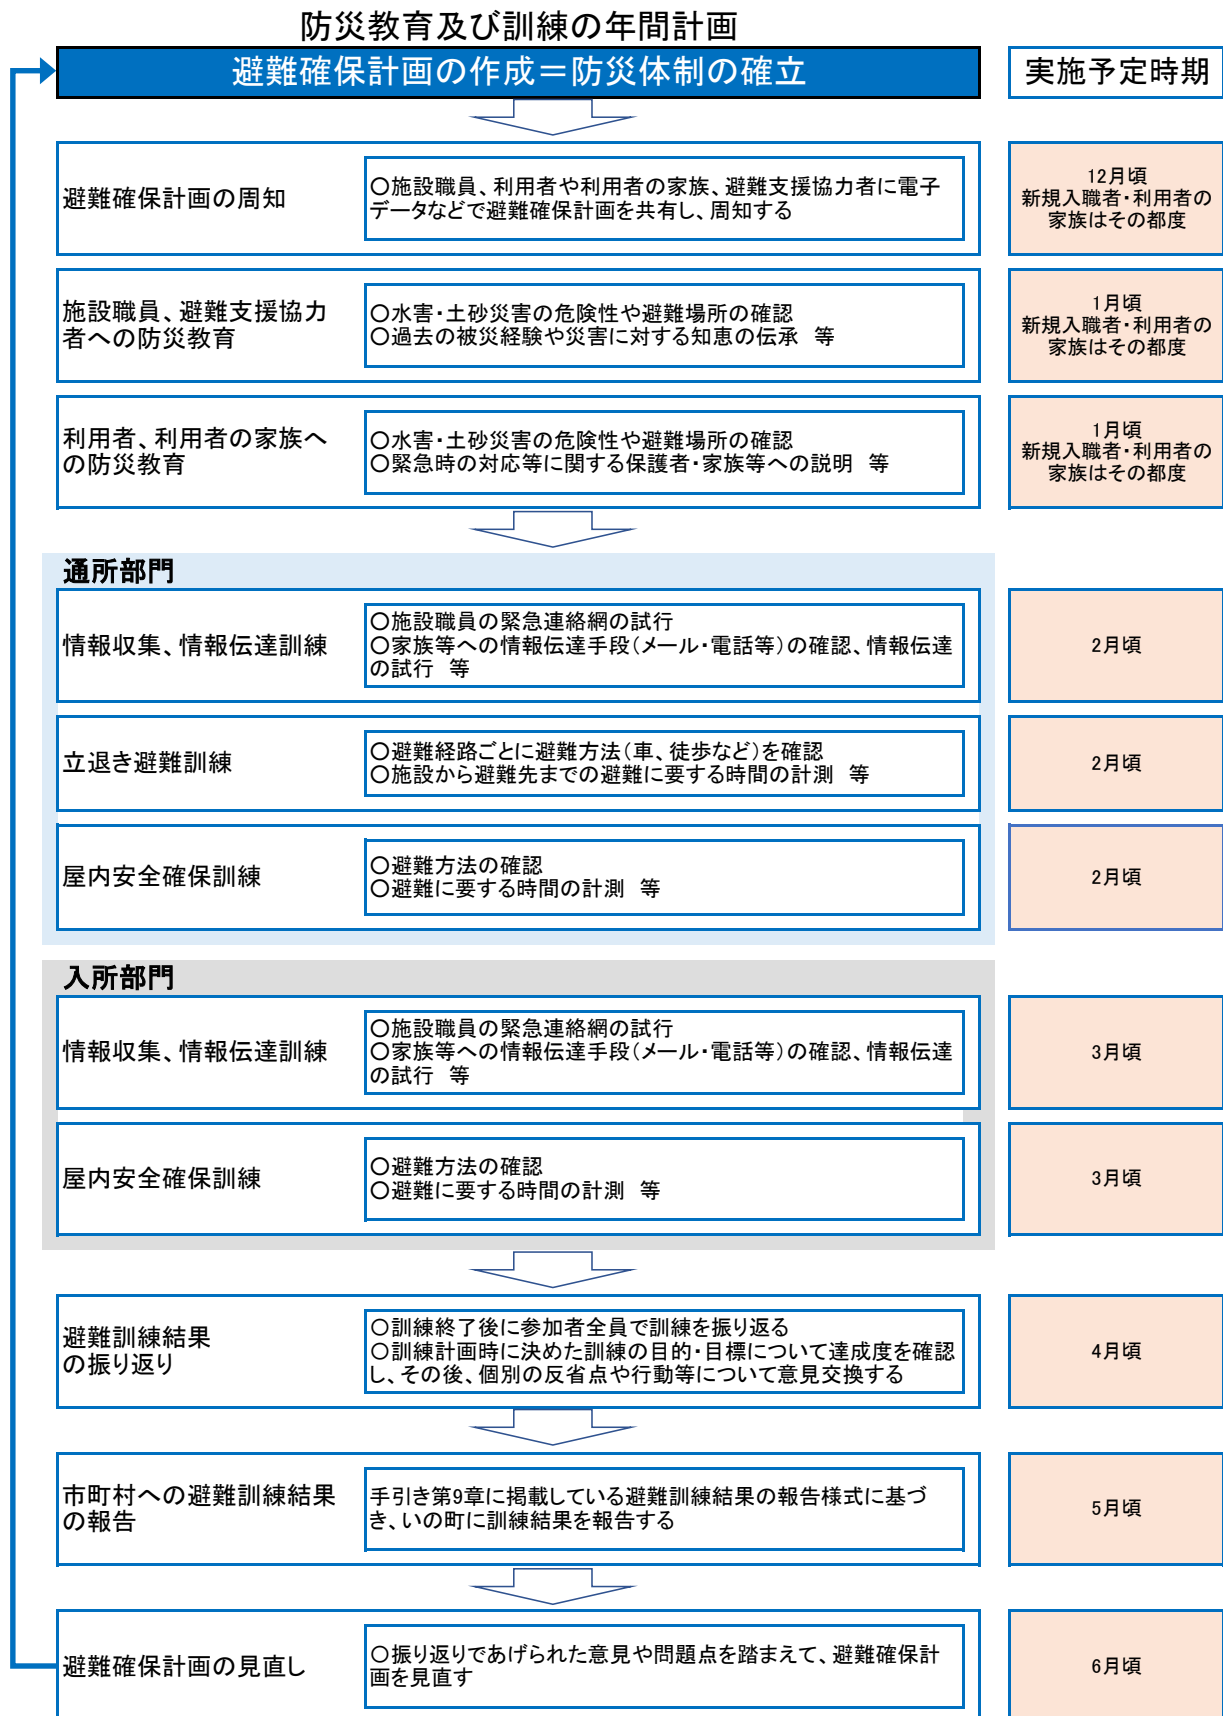 防災教育及び訓練の年間計画
避難確保計画の作成＝防災体制の確立
実施予定時期
避難確保計画の周知
〇施設職員、利用者や利用者の家族、避難支援協力者に電子
データなどで避難確保計画を共有し、周知する
12月頃
新規入職者・利用者の
家族はその都度
施設職員、避難支援協力
者への防災教育
〇水害・土砂災害の危険性や避難場所の確認
〇過去の被災経験や災害に対する知恵の伝承　等
1月頃
新規入職者・利用者の
家族はその都度
利用者、利用者の家族へ
の防災教育
〇水害・土砂災害の危険性や避難場所の確認
〇緊急時の対応等に関する保護者・家族等への説明　等
1月頃
新規入職者・利用者の
家族はその都度
通所部門
情報収集、情報伝達訓練
〇施設職員の緊急連絡網の試行
〇家族等への情報伝達手段（メール・電話等）の確認、情報伝達
の試行　等
2月頃
立退き避難訓練
〇避難経路ごとに避難方法（車、徒歩など）を確認
〇施設から避難先までの避難に要する時間の計測　等
2月頃
屋内安全確保訓練
〇避難方法の確認
〇避難に要する時間の計測　等
2月頃
入所部門
情報収集、情報伝達訓練
〇施設職員の緊急連絡網の試行
〇家族等への情報伝達手段（メール・電話等）の確認、情報伝達
の試行　等
3月頃
屋内安全確保訓練
〇避難方法の確認
〇避難に要する時間の計測　等
3月頃
避難訓練結果
の振り返り
〇訓練終了後に参加者全員で訓練を振り返る
〇訓練計画時に決めた訓練の目的・目標について達成度を確認
し、その後、個別の反省点や行動等について意見交換する
4月頃
市町村への避難訓練結果
の報告
手引き第9章に掲載している避難訓練結果の報告様式に基づ
き、いの町に訓練結果を報告する
5月頃
避難確保計画の見直し
〇振り返りであげられた意見や問題点を踏まえて、避難確保計
画を見直す
6月頃